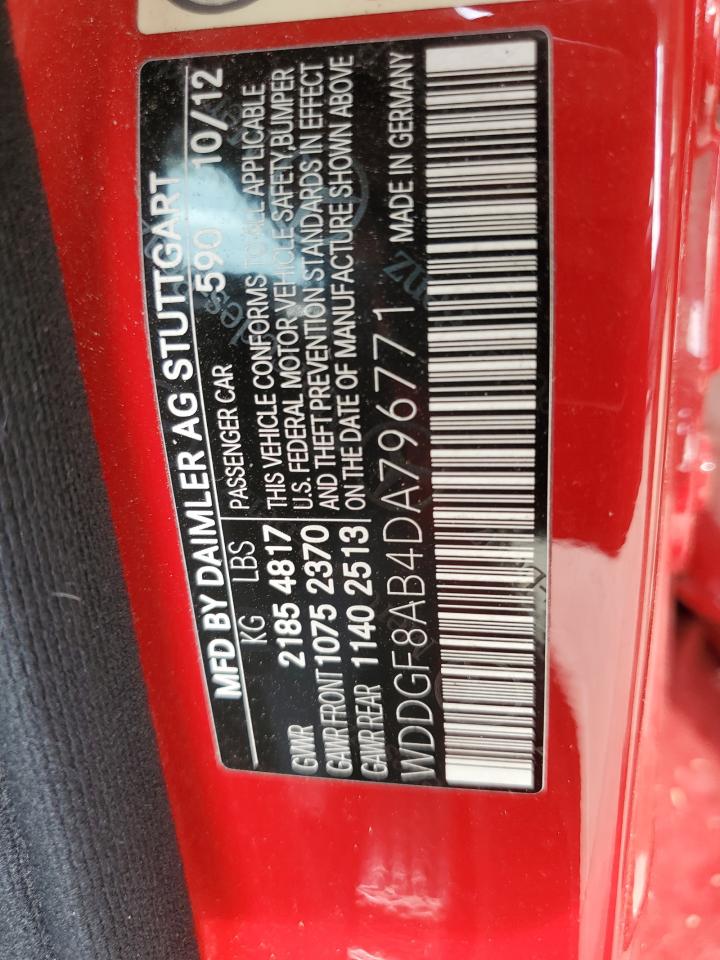 MFD BY DAIMLER AG STUTTGART
KG LBS PASSENGER CAR 590 10/12
GVWR 2185 4817 THIS VEHICLE CONFORMS TO ALL APPLICABLE
U.S. FEDERAL MOTOR VEHICLE SAFETY,BUMPER
GAWR FRONT 1075 2370 AND THEFT PREVENTION STANDARDS IN EFFECT
GAWR REAR 1140 2513 ON THE DATE OF MANUFACTURE SHOWN ABOVE
WDDGF8AB4DA796771 MADE IN GERMANY